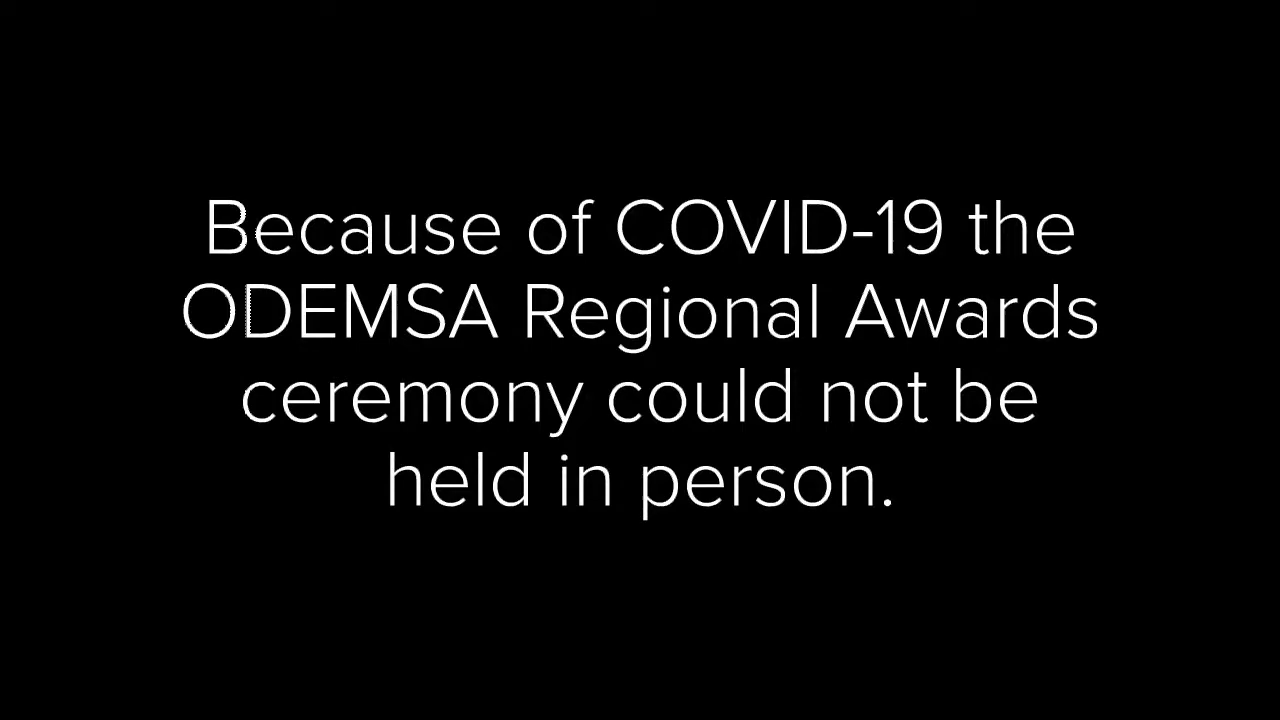 Because of COVID-19 the
ODEMSA Regional Awards
ceremony could not be
held in person.